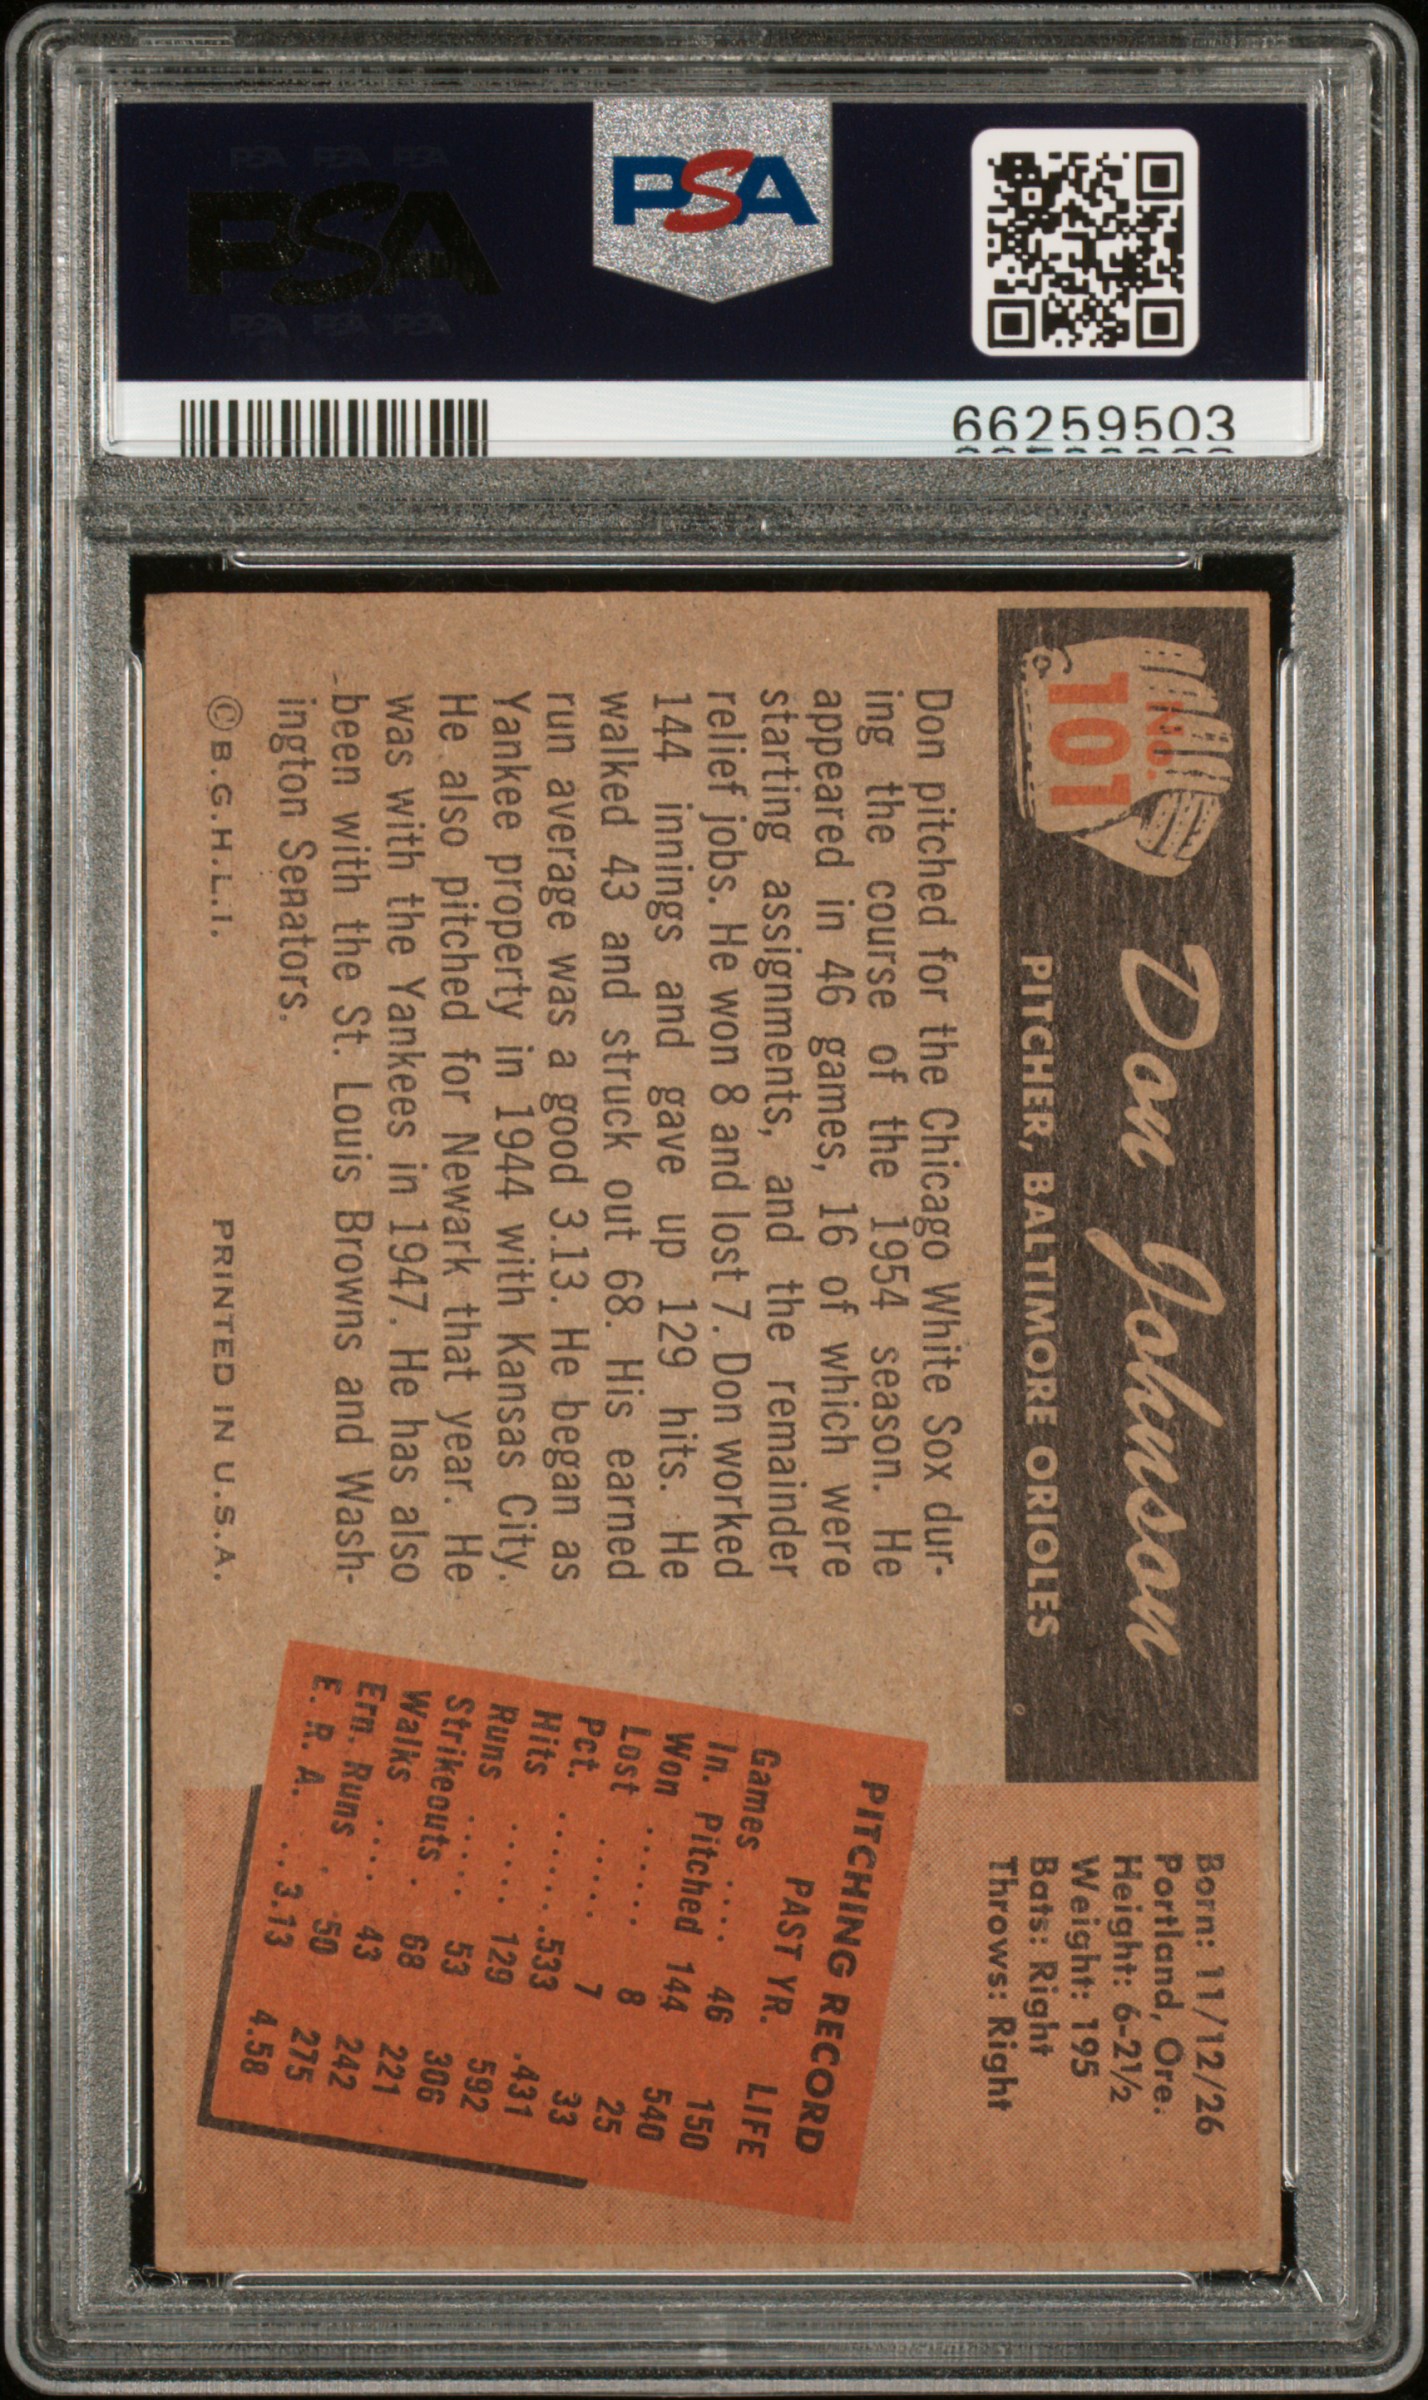 PSA
PSA PSA PSA
PSA
PSA PSA PSA
66259503
No.
101
Don Johnson
PITCHER, BALTIMORE ORIOLES
Born: 11/12/26
Portland, Ore.
Height: 6-2½
Weight: 195
Bats: Right
Throws: Right
Don pitched for the Chicago White Sox dur-
ing the course of the 1954 season. He
appeared in 46 games, 16 of which were
starting assignments, and the remainder
relief jobs. He won 8 and lost 7. Don worked
144 innings and gave up 129 hits. He
walked 43 and struck out 68. His earned
run average was a good 3.13. He began as
Yankee property in 1944 with Kansas City.
He also pitched for Newark that year. He
was with the Yankees in 1947. He has also
been with the St. Louis Browns and Wash-
ington Senators.
PITCHING RECORD
PAST YR. LIFE
Games .... 46 150
In. Pitched 144 540
Won ...... 8 25
Lost ..... 7 33
Pct. .......533 .431
Hits ..... 129 592
Runs ..... 53 306
Strikeouts . 68 221
Walks .... 43 242
Ern. Runs . 50 275
E. R. A. ...3.13 4.58
© B.G.H.L.I. PRINTED IN U.S.A.